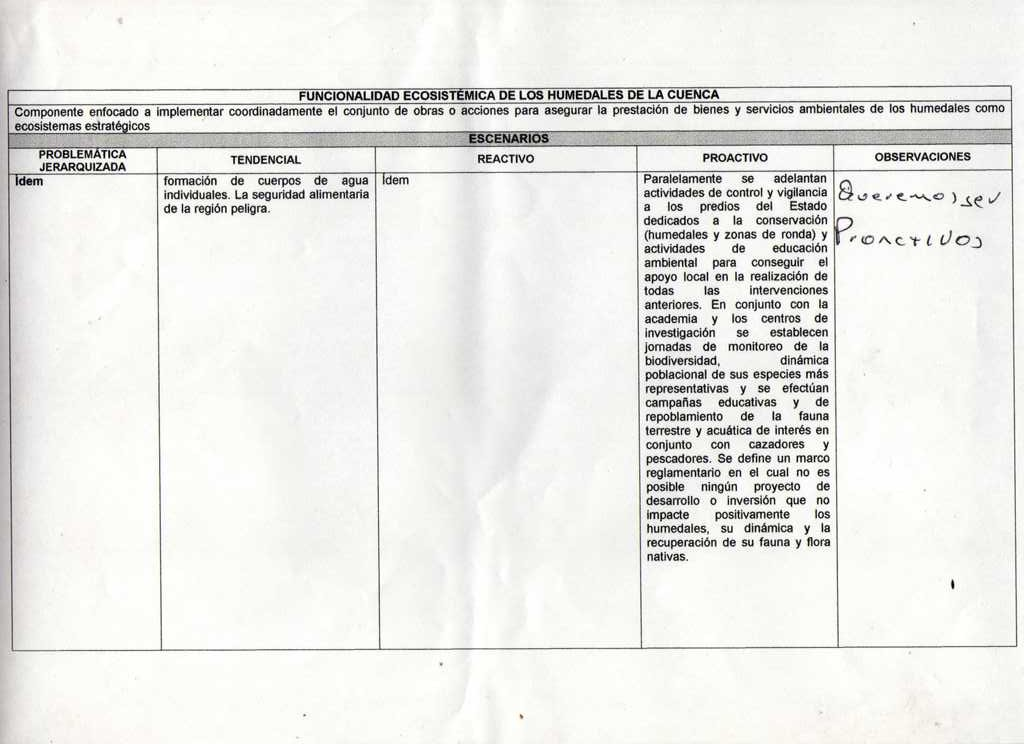 FUNCIONALIDAD ECOSISTÉMICA DE LOS HUMEDALES DE LA CUENCA
Componente enfocado a implementar coordinadamente el conjunto de obras o acciones para asegurar la prestación de bienes y servicios ambientales de los humedales como
ecosistemas estratégicos
ESCENARIOS
PROBLEMÁTICA
JERARQUIZADA
TENDENCIAL
REACTIVO
PROACTIVO
OBSERVACIONES
Ídem
formación de cuerpos de agua
individuales. La seguridad alimentaria
de la región peligra.
Ídem
Paralelamente se adelantan
actividades de control y vigilancia
a los predios del Estado
dedicados a la conservación
(humedales y zonas de ronda) y
actividades de educación
ambiental para conseguir el
apoyo local en la realización de
todas las intervenciones
anteriores. En conjunto con la
academia y los centros de
investigación se establecen
jornadas de monitoreo de la
biodiversidad, dinámica
poblacional de sus especies más
representativas y se efectúan
campañas educativas y de
repoblamiento de la fauna
terrestre y acuática de interés en
conjunto con cazadores y
pescadores. Se define un marco
reglamentario en el cual no es
posible ningún proyecto de
desarrollo o inversión que no
impacte positivamente los
humedales, su dinámica y la
recuperación de su fauna y flora
nativas.
Queremos ser
Proactivos